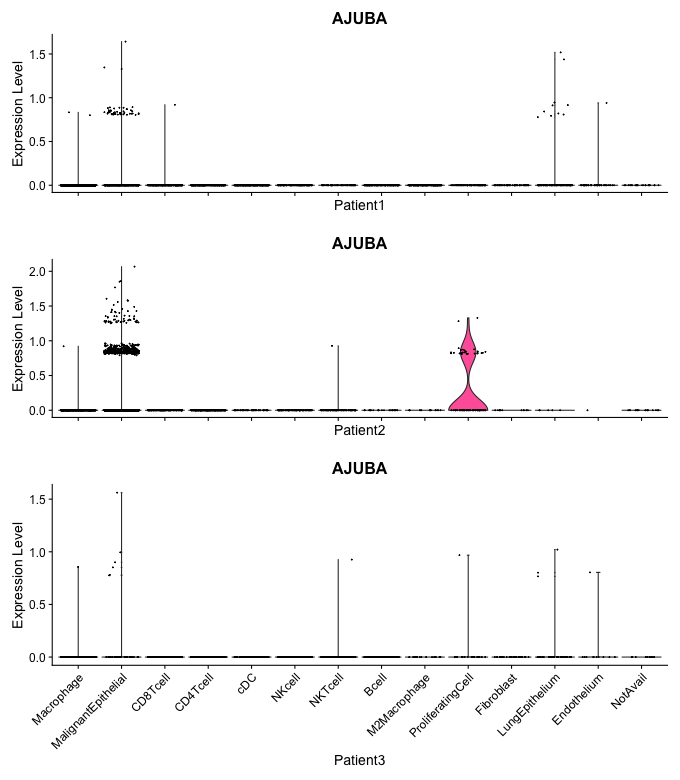 AJUBA
Expression Level
1.5
1.0
0.5
0.0
Patient1
AJUBA
Expression Level
2.0
1.5
1.0
0.5
0.0
Patient2
AJUBA
Expression Level
1.5
1.0
0.5
0.0
Macrophage
MalignantEpithelial
CD8Tcell
CD4Tcell
cDC
NKcell
NKTcell
Bcell
M2Macrophage
ProliferatingCell
Fibroblast
LungEpithelium
Endothelium
NotAvail
Patient3